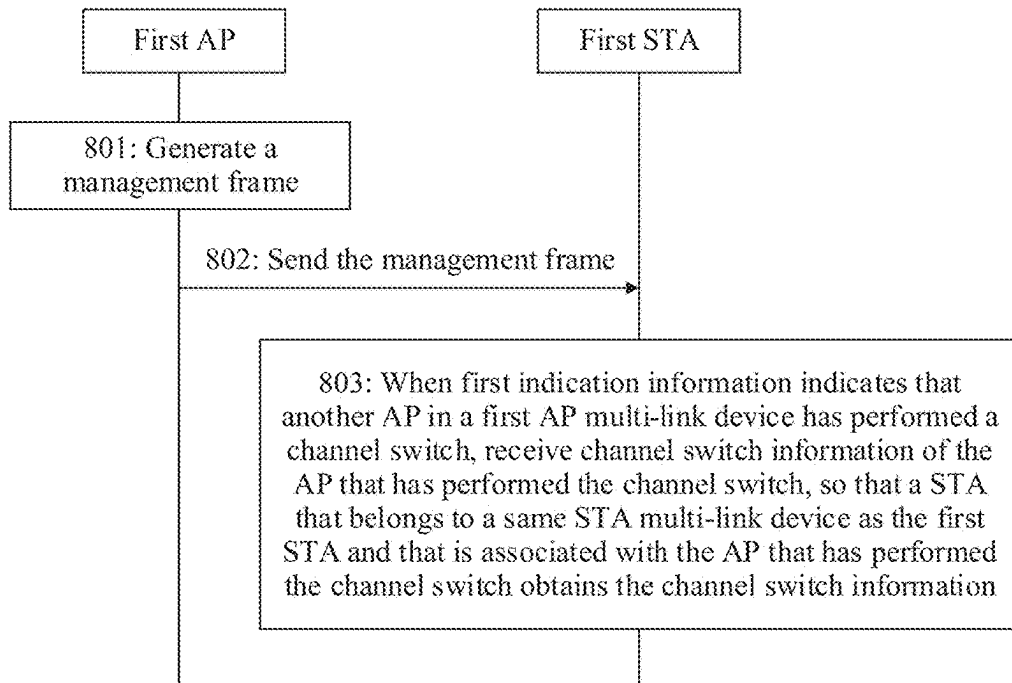 First AP
First STA
801: Generate a
management frame
802: Send the management frame
803: When first indication information indicates that
another AP in a first AP multi-link device has performed a
channel switch, receive channel switch information of the
AP that has performed the channel switch, so that a STA
that belongs to a same STA multi-link device as the first
STA and that is associated with the AP that has performed
the channel switch obtains the channel switch information